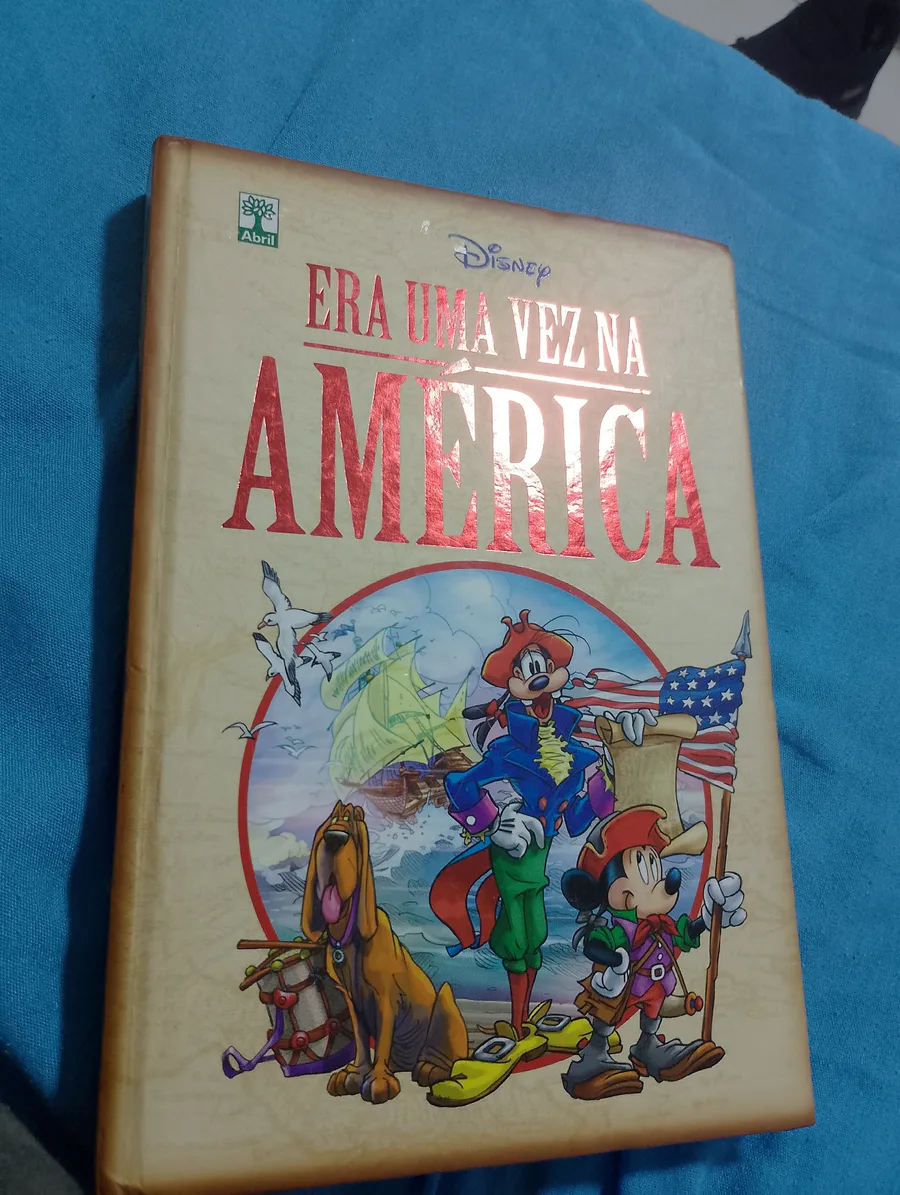 Abril
Disney
ERA UMA VEZ NA
AMÉRICA